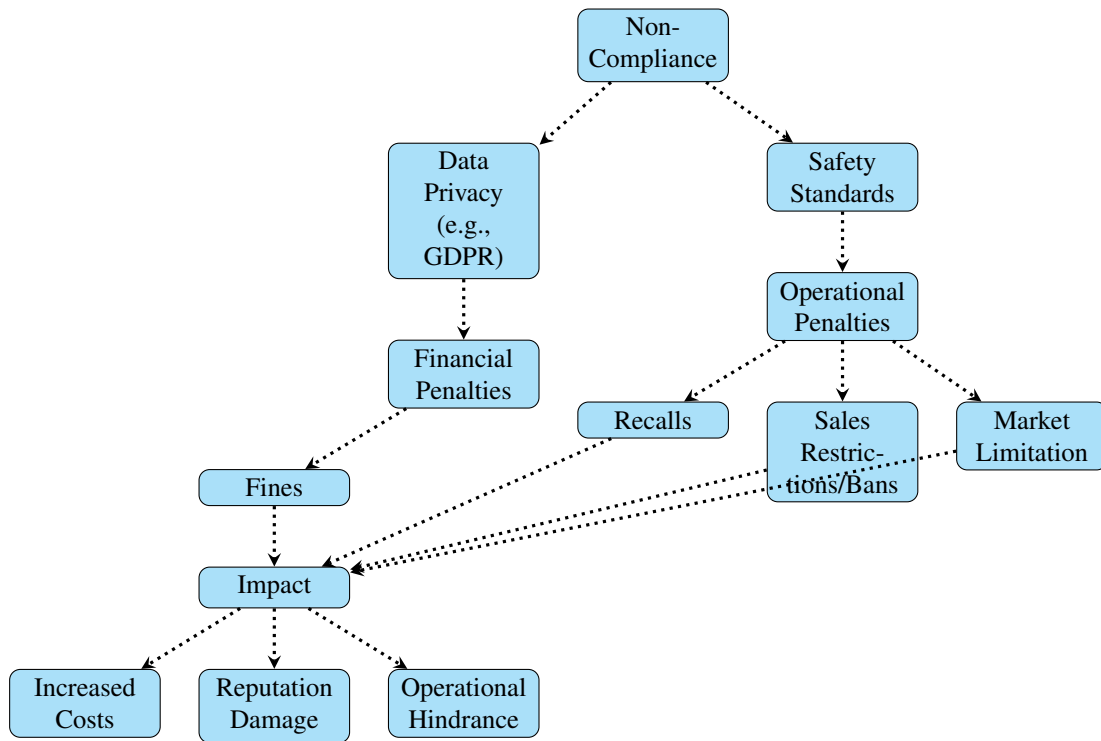 Non-
Compliance
Data
Privacy
(e.g.,
GDPR)
Safety
Standards
Operational
Penalties
Financial
Penalties
Recalls
Sales
Restric-
tions/Bans
Market
Limitation
Fines
Impact
Increased
Costs
Reputation
Damage
Operational
Hindrance